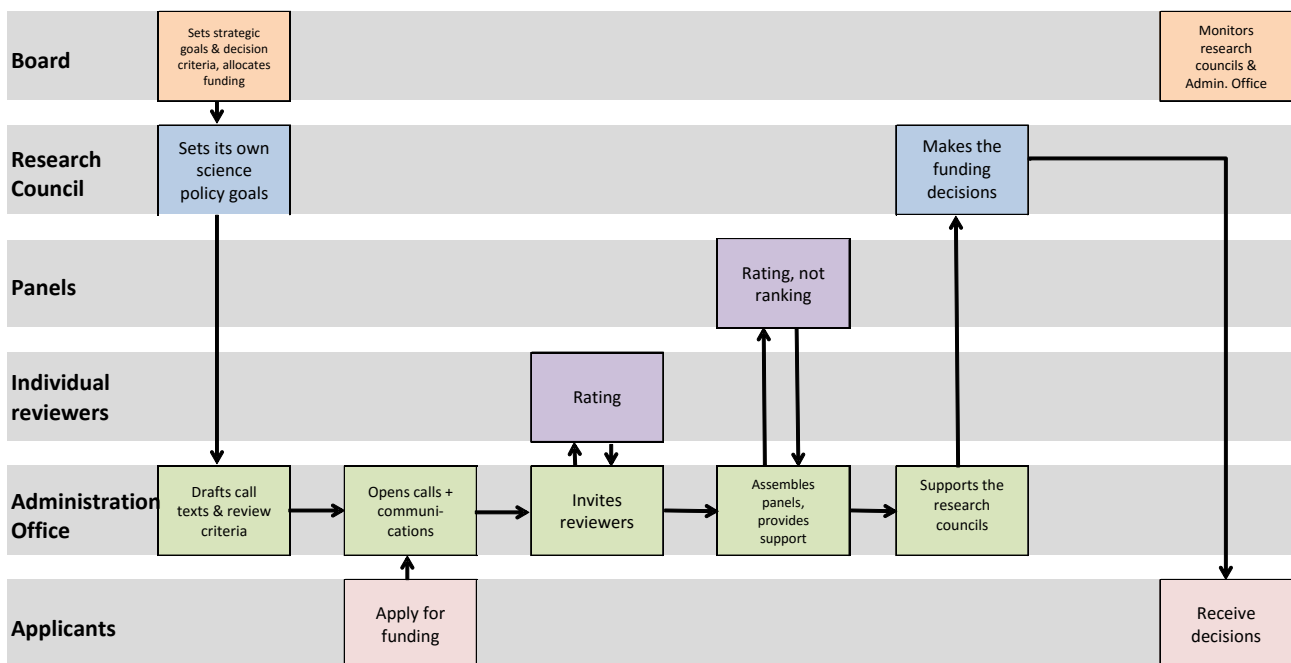 Board
Sets strategic
goals & decision
criteria, allocates
funding
Monitors
research
councils &
Admin. Office
Research
Council
Sets its own
science
policy goals
Makes the
funding
decisions
Panels
Rating, not
ranking
Individual
reviewers
Rating
Administration
Office
Drafts call
texts & review
criteria
Opens calls +
communi-
cations
Invites
reviewers
Assembles
panels,
provides
support
Supports the
research
councils
Applicants
Apply for
funding
Receive
decisions